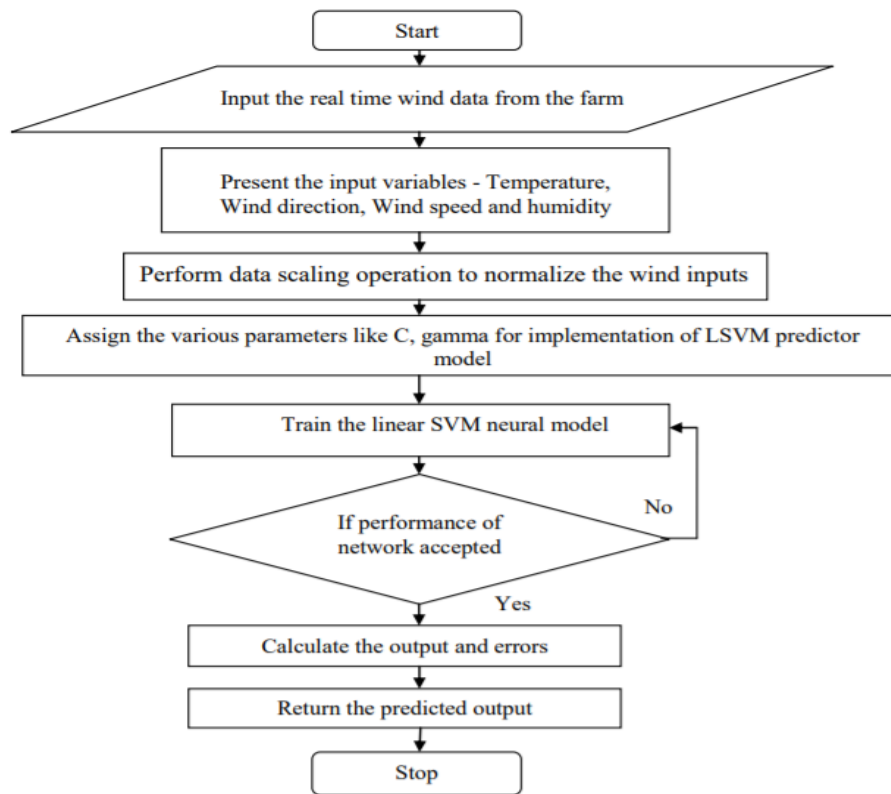 Start
Input the real time wind data from the farm
Present the input variables - Temperature,
Wind direction, Wind speed and humidity
Perform data scaling operation to normalize the wind inputs
Assign the various parameters like C, gamma for implementation of LSVM predictor
model
Train the linear SVM neural model
If performance of
network accepted
No
Yes
Calculate the output and errors
Return the predicted output
Stop